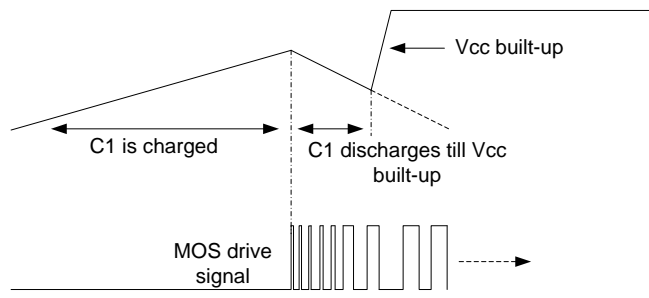 Vcc built-up
C1 is charged
C1 discharges till Vcc
built-up
MOS drive
signal